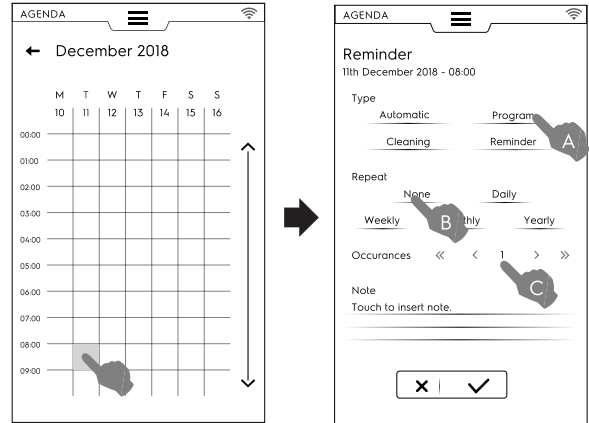 AGENDA
December 2018
M T W T F S S
10 11 12 13 14 15 16
00:00
01:00
02:00
03:00
04:00
05:00
06:00
07:00
08:00
09:00
AGENDA
Reminder
11th December 2018 - 08:00
Type
Automatic Program
A
Cleaning Reminder
Repeat
None Daily
Weekly B thly Yearly
Occurances « < 1 > »
C
Note
Touch to insert note.